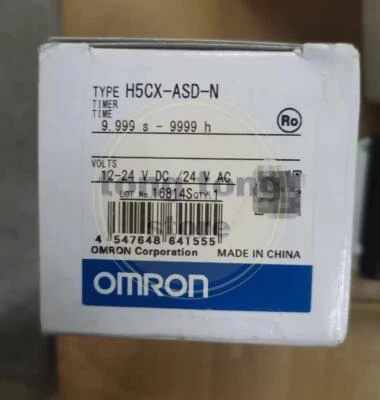 TYPE H5CX-ASD-N
TIMER
TIME
9.999 s - 9999 h
Ro
VOLTS
12-24 V DC /24 V AC
LOT No.16814S QTY.1
4 547648 641555
OMRON Corporation MADE IN CHINA
OMRON
store